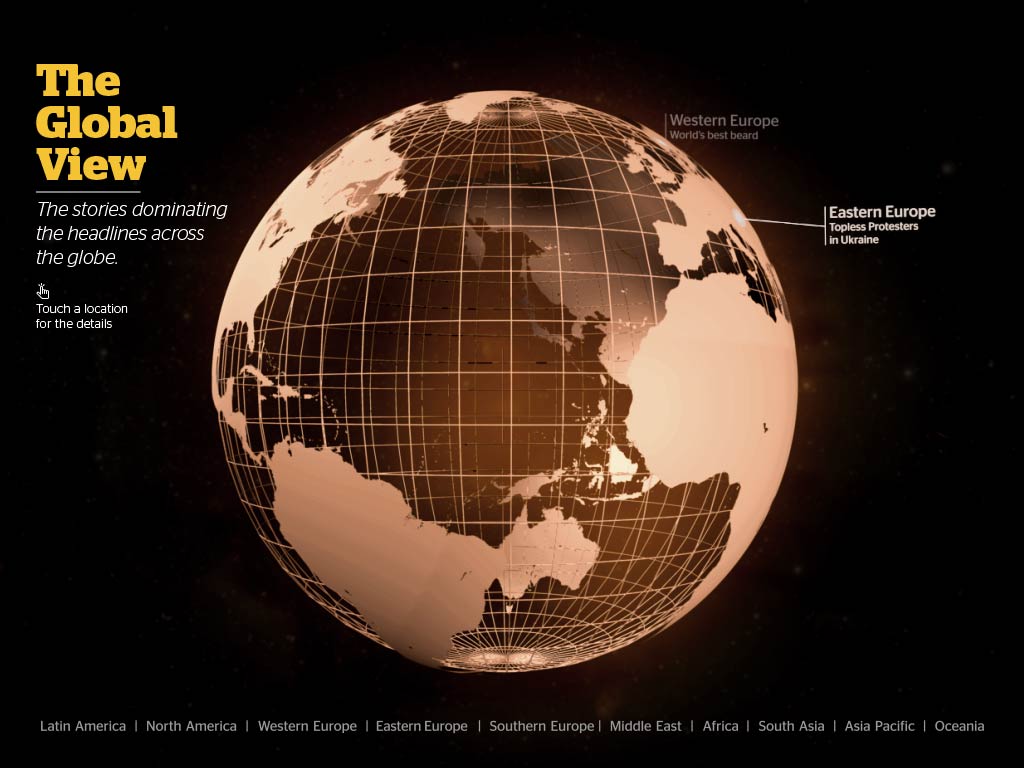 The
Global
View
The stories dominating
the headlines across
the globe.
Touch a location
for the details
Western Europe
World's best beard
Eastern Europe
Topless Protesters
in Ukraine
Latin America | North America | Western Europe | Eastern Europe | Southern Europe | Middle East | Africa | South Asia | Asia Pacific | Oceania